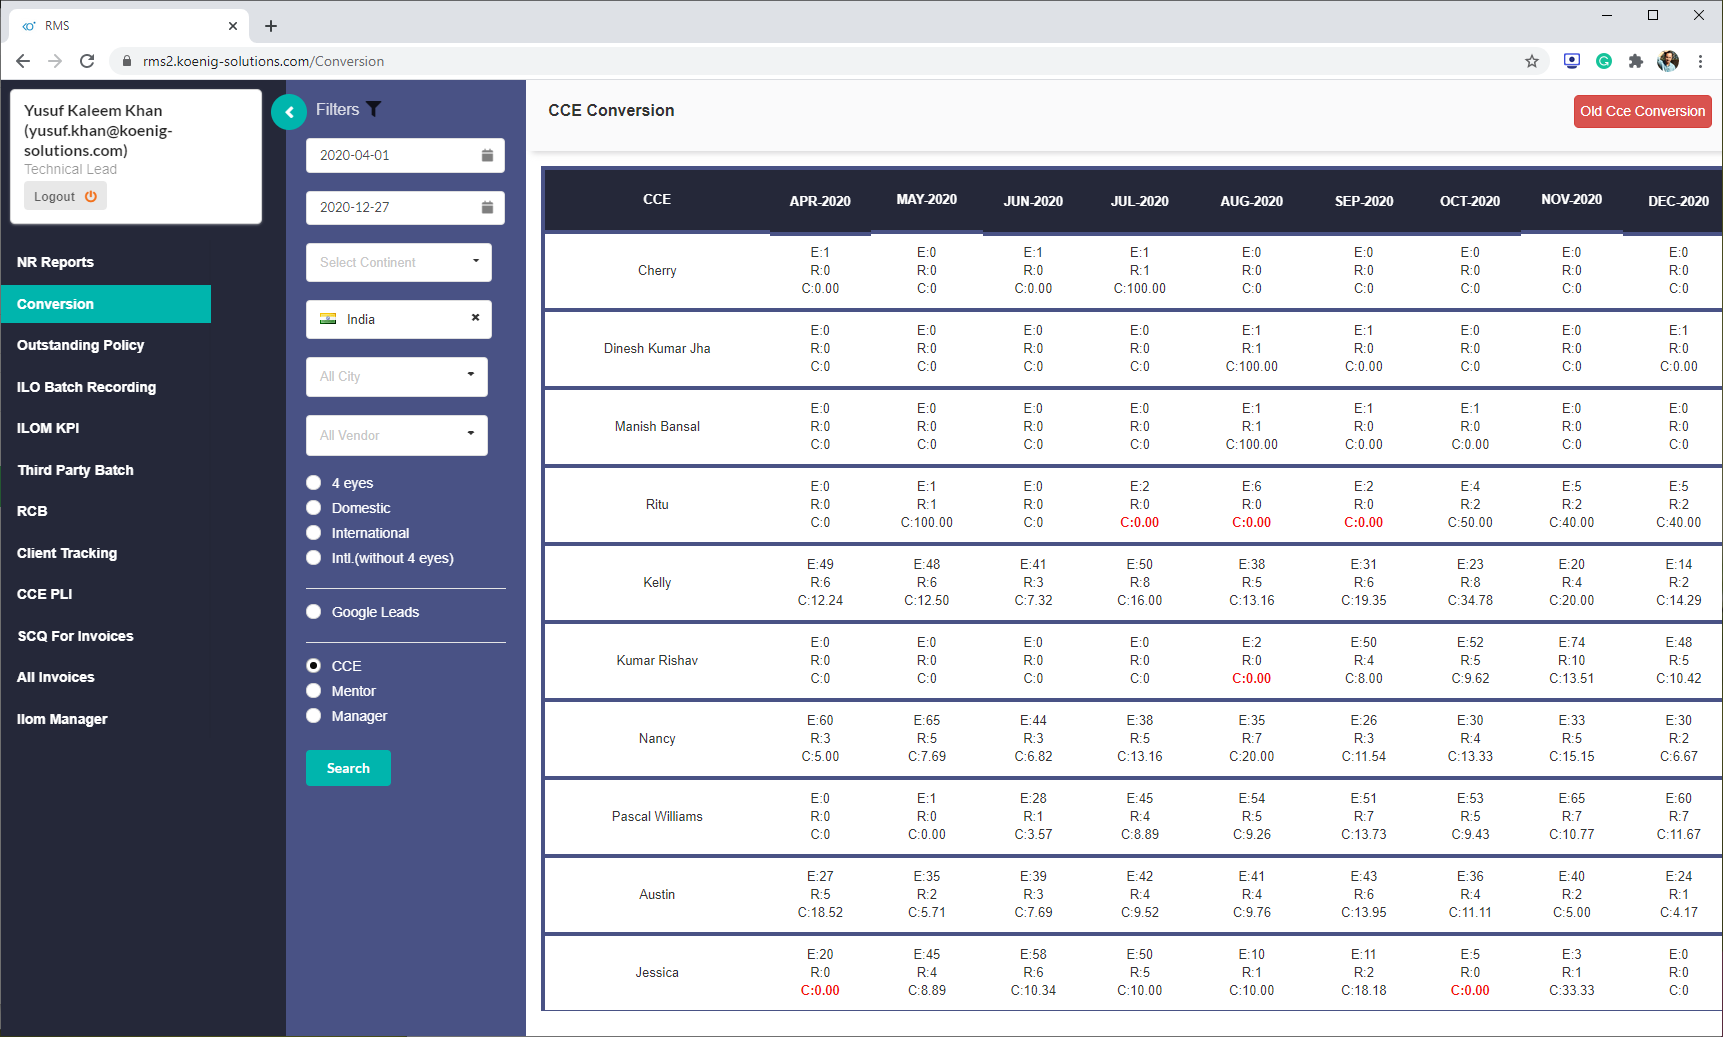 RMS
rms2.koenig-solutions.com/Conversion
Yusuf Kaleem Khan
(yusuf.khan@koenig-
solutions.com)
Technical Lead
Logout
NR Reports
Conversion
Outstanding Policy
ILO Batch Recording
ILOM KPI
Third Party Batch
RCB
Client Tracking
CCE PLI
SCQ For Invoices
All Invoices
Ilom Manager
Filters
2020-04-01
2020-12-27
Select Continent
India
All City
All Vendor
4 eyes
Domestic
International
Intl.(without 4 eyes)
Google Leads
CCE
Mentor
Manager
Search
CCE Conversion
Old Cce Conversion
CCE APR-2020 MAY-2020 JUN-2020 JUL-2020 AUG-2020 SEP-2020 OCT-2020 NOV-2020 DEC-2020
E:1 E:0 E:1 E:1 E:0 E:0 E:0 E:0 E:0
Cherry R:0 R:0 R:0 R:1 R:0 R:0 R:0 R:0 R:0
C:0.00 C:0 C:0.00 C:100.00 C:0 C:0 C:0 C:0 C:0
E:0 E:0 E:0 E:0 E:1 E:1 E:0 E:0 E:1
Dinesh Kumar Jha R:0 R:0 R:0 R:0 R:1 R:0 R:0 R:0 R:0
C:0 C:0 C:0 C:0 C:100.00 C:0.00 C:0 C:0 C:0.00
E:0 E:0 E:0 E:0 E:1 E:1 E:1 E:0 E:0
Manish Bansal R:0 R:0 R:0 R:0 R:1 R:0 R:0 R:0 R:0
C:0 C:0 C:0 C:0 C:100.00 C:0.00 C:0.00 C:0 C:0
E:0 E:1 E:0 E:2 E:6 E:2 E:4 E:5 E:5
Ritu R:0 R:1 R:0 R:0 R:0 R:0 R:2 R:2 R:2
C:0 C:100.00 C:0 C:0.00 C:0.00 C:0.00 C:50.00 C:40.00 C:40.00
E:49 E:48 E:41 E:50 E:38 E:31 E:23 E:20 E:14
Kelly R:6 R:6 R:3 R:8 R:5 R:6 R:8 R:4 R:2
C:12.24 C:12.50 C:7.32 C:16.00 C:13.16 C:19.35 C:34.78 C:20.00 C:14.29
E:0 E:0 E:0 E:0 E:2 E:50 E:52 E:74 E:48
Kumar Rishav R:0 R:0 R:0 R:0 R:0 R:4 R:5 R:10 R:5
C:0 C:0 C:0 C:0 C:0.00 C:8.00 C:9.62 C:13.51 C:10.42
E:60 E:65 E:44 E:38 E:35 E:26 E:30 E:33 E:30
Nancy R:3 R:5 R:3 R:5 R:7 R:3 R:4 R:5 R:2
C:5.00 C:7.69 C:6.82 C:13.16 C:20.00 C:11.54 C:13.33 C:15.15 C:6.67
E:0 E:1 E:28 E:45 E:54 E:51 E:53 E:65 E:60
Pascal Williams R:0 R:0 R:1 R:4 R:5 R:7 R:5 R:7 R:7
C:0 C:0.00 C:3.57 C:8.89 C:9.26 C:13.73 C:9.43 C:10.77 C:11.67
E:27 E:35 E:39 E:42 E:41 E:43 E:36 E:40 E:24
Austin R:5 R:2 R:3 R:4 R:4 R:6 R:4 R:2 R:1
C:18.52 C:5.71 C:7.69 C:9.52 C:9.76 C:13.95 C:11.11 C:5.00 C:4.17
E:20 E:45 E:58 E:50 E:10 E:11 E:5 E:3 E:0
Jessica R:0 R:4 R:6 R:5 R:1 R:2 R:0 R:1 R:0
C:0.00 C:8.89 C:10.34 C:10.00 C:10.00 C:18.18 C:0.00 C:33.33 C:0